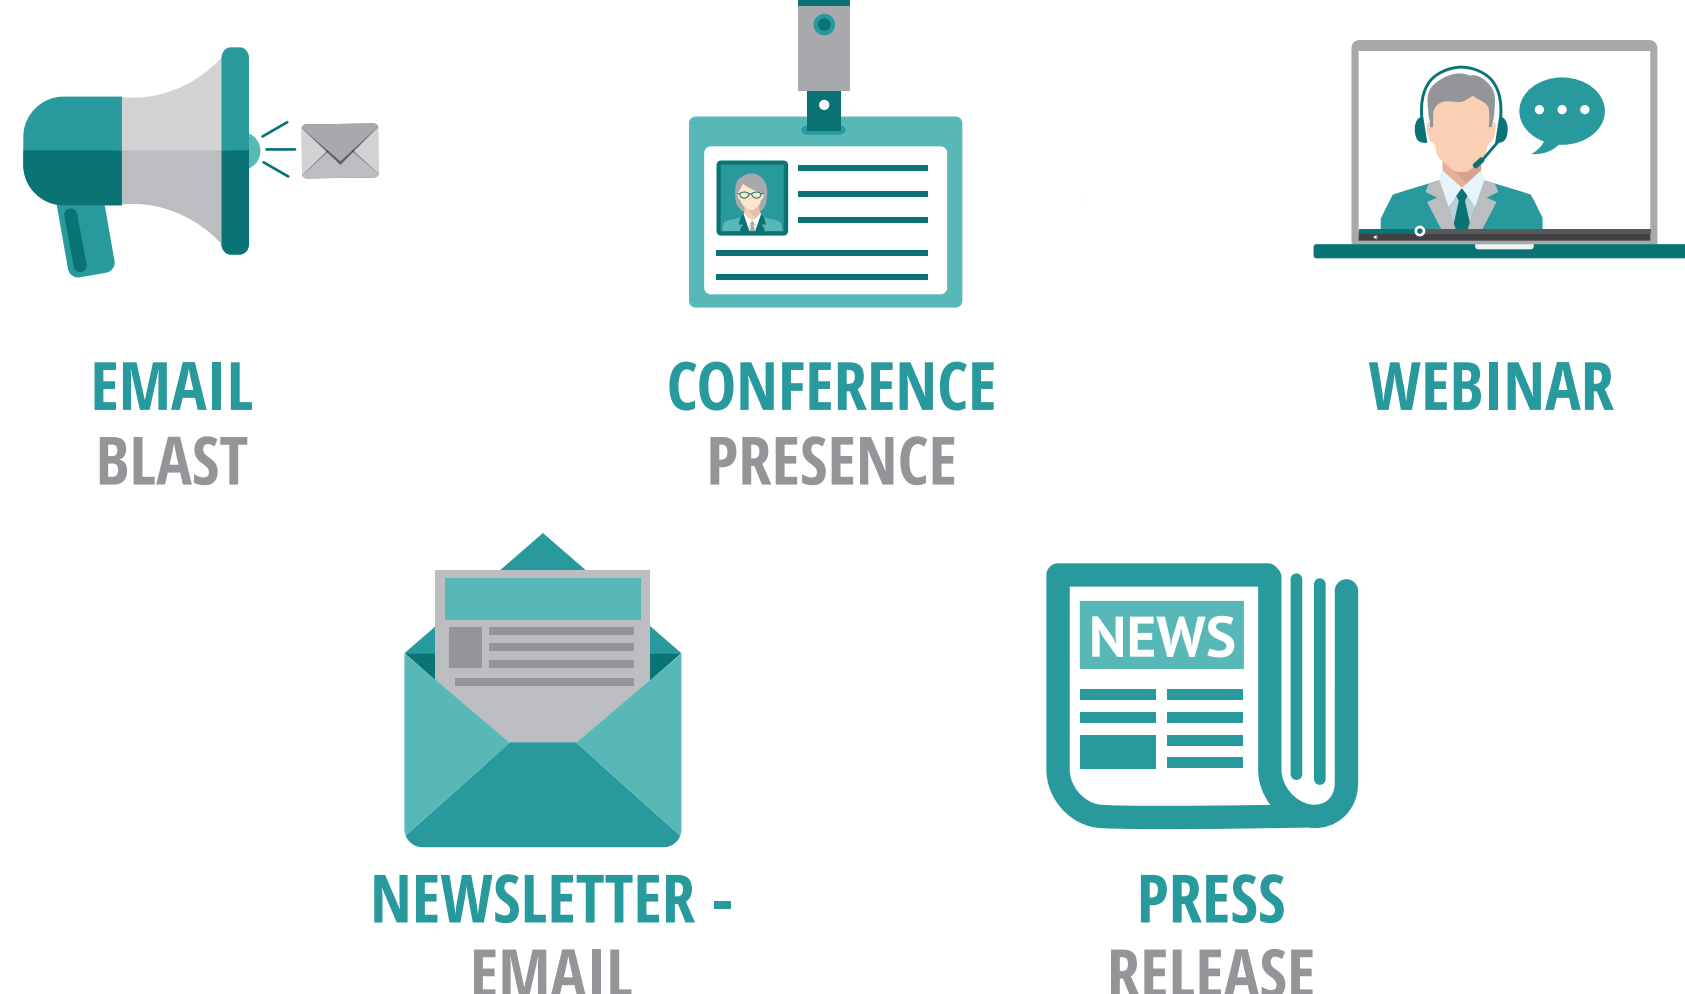 EMAIL
BLAST
CONFERENCE
PRESENCE
WEBINAR
NEWS
NEWSLETTER -
EMAIL
PRESS
RELEASE